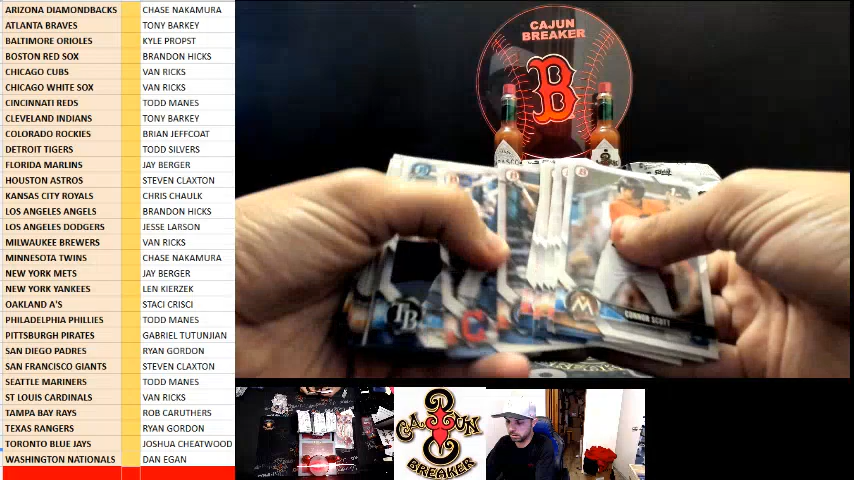 ARIZONA DIAMONDBACKS CHASE NAKAMURA
ATLANTA BRAVES TONY BARKEY
BALTIMORE ORIOLES KYLE PROPST
BOSTON RED SOX BRANDON HICKS
CHICAGO CUBS VAN RICKS
CHICAGO WHITE SOX VAN RICKS
CINCINNATI REDS TODD MANES
CLEVELAND INDIANS TONY BARKEY
COLORADO ROCKIES BRIAN JEFFCOAT
DETROIT TIGERS TODD SILVERS
FLORIDA MARLINS JAY BERGER
HOUSTON ASTROS STEVEN CLAXTON
KANSAS CITY ROYALS CHRIS CHAULK
LOS ANGELES ANGELS BRANDON HICKS
LOS ANGELES DODGERS JESSE LARSON
MILWAUKEE BREWERS VAN RICKS
MINNESOTA TWINS CHASE NAKAMURA
NEW YORK METS JAY BERGER
NEW YORK YANKEES LEN KIERZEK
OAKLAND A'S STACI CRISCI
PHILADELPHIA PHILLIES TODD MANES
PITTSBURGH PIRATES GABRIEL TUTUNJIAN
SAN DIEGO PADRES RYAN GORDON
SAN FRANCISCO GIANTS STEVEN CLAXTON
SEATTLE MARINERS TODD MANES
ST LOUIS CARDINALS VAN RICKS
TAMPA BAY RAYS ROB CARUTHERS
TEXAS RANGERS RYAN GORDON
TORONTO BLUE JAYS JOSHUA CHEATWOOD
WASHINGTON NATIONALS DAN EGAN
CAJUN
BREAKER
B
TB
C
M
CONNOR SCOTT
CAJUN
BREAKER